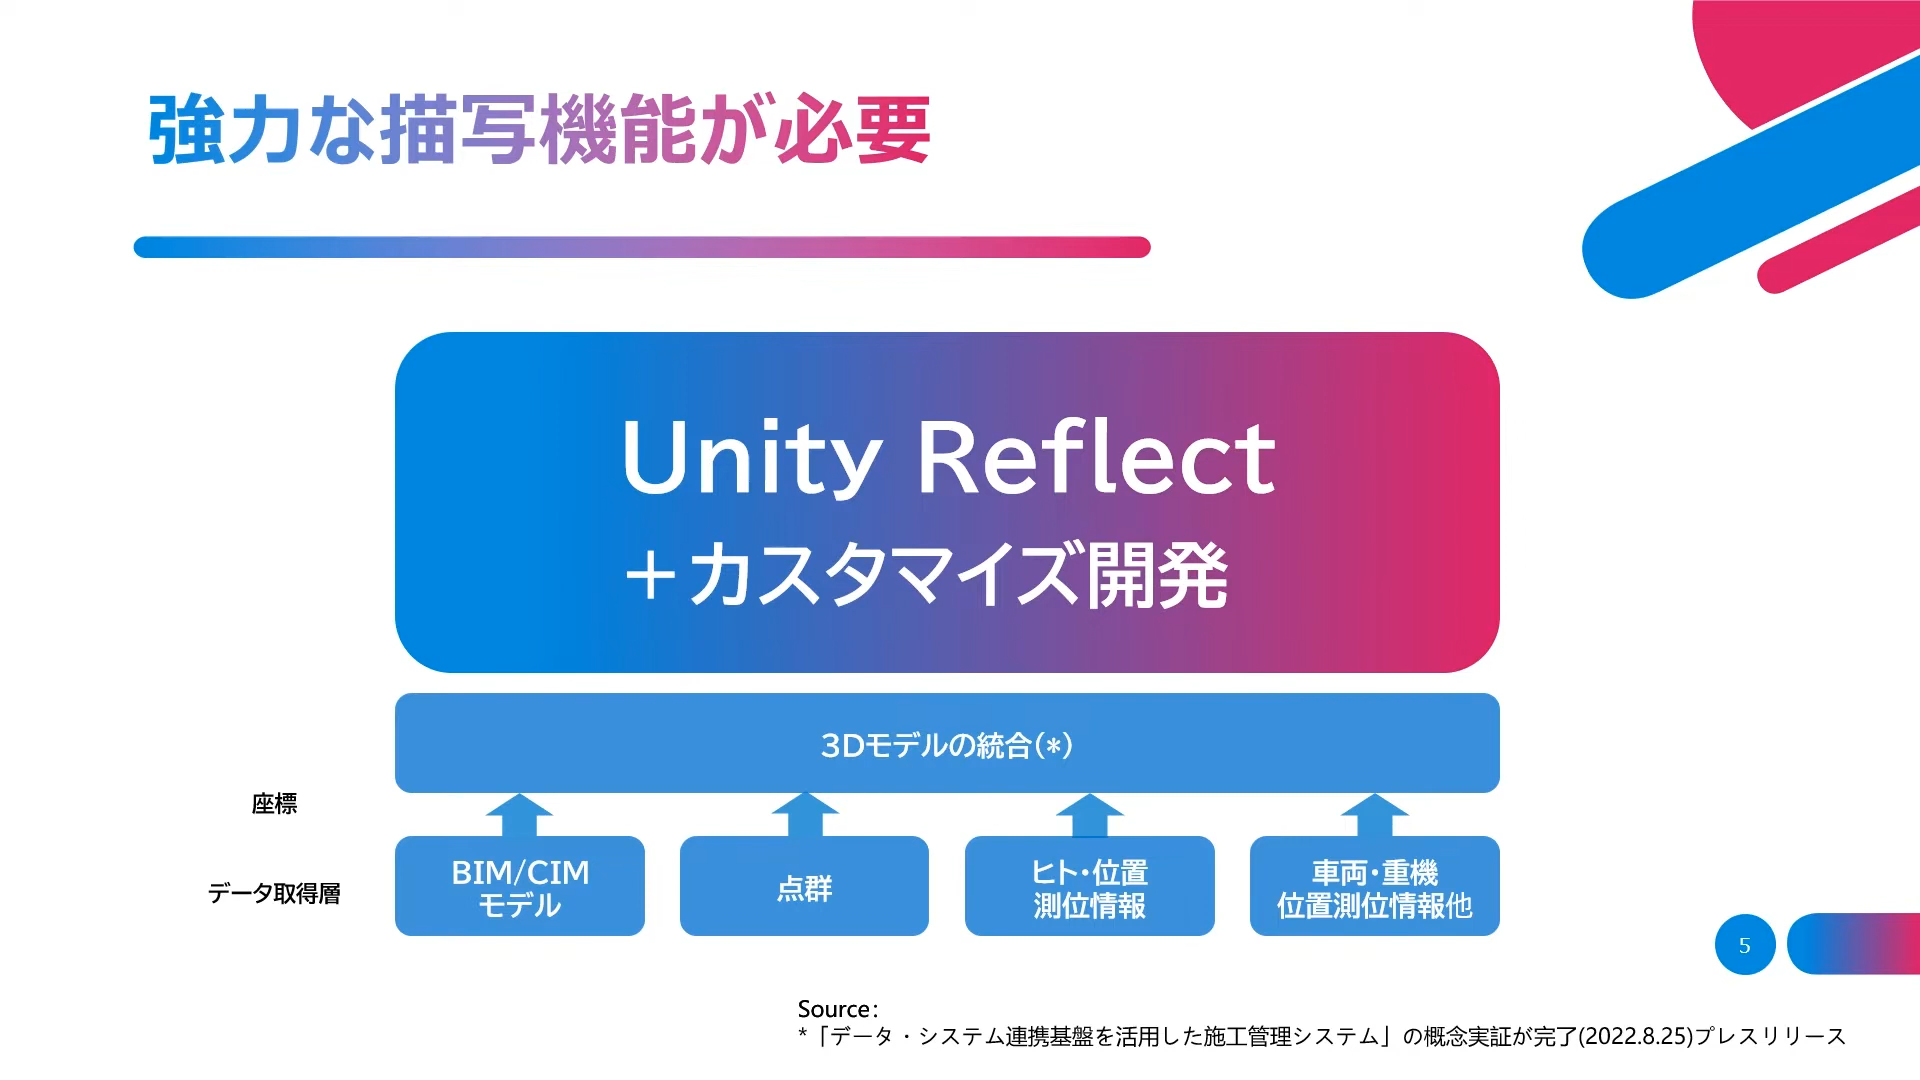 強力な描写機能が必要
Unity Reflect
＋カスタマイズ開発
3Dモデルの統合(*)
座標
データ取得層
BIM/CIM
モデル
点群
ヒト・位置
測位情報
車両・重機
位置測位情報他
5
Source：
*「データ・システム連携基盤を活用した施工管理システム」の概念実証が完了(2022.8.25)プレスリリース